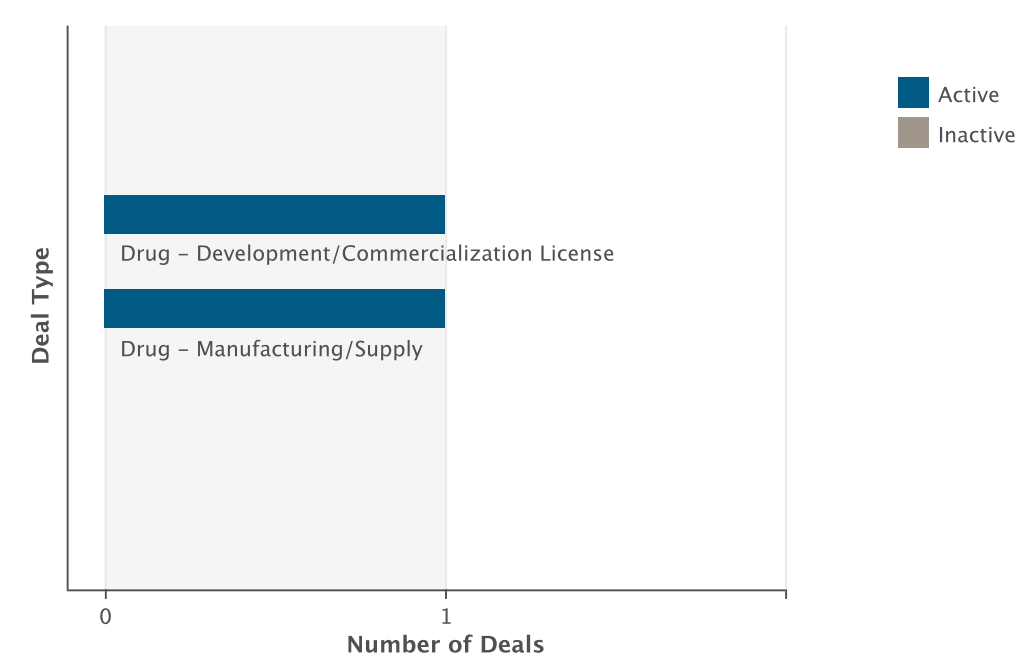 Active
Inactive
Drug – Development/Commercialization License
Drug – Manufacturing/Supply
Deal Type
0
1
Number of Deals